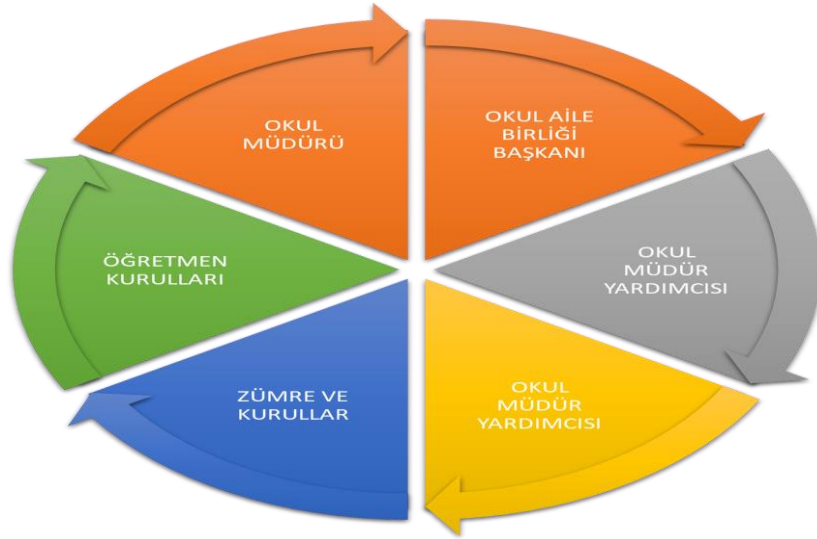 OKUL
MÜDÜRÜ
OKUL AİLE
BİRLİĞİ
BAŞKANI
OKUL
MÜDÜR
YARDIMCISI
OKUL
MÜDÜR
YARDIMCISI
ZÜMRE VE
KURULLAR
ÖĞRETMEN
KURULLARI